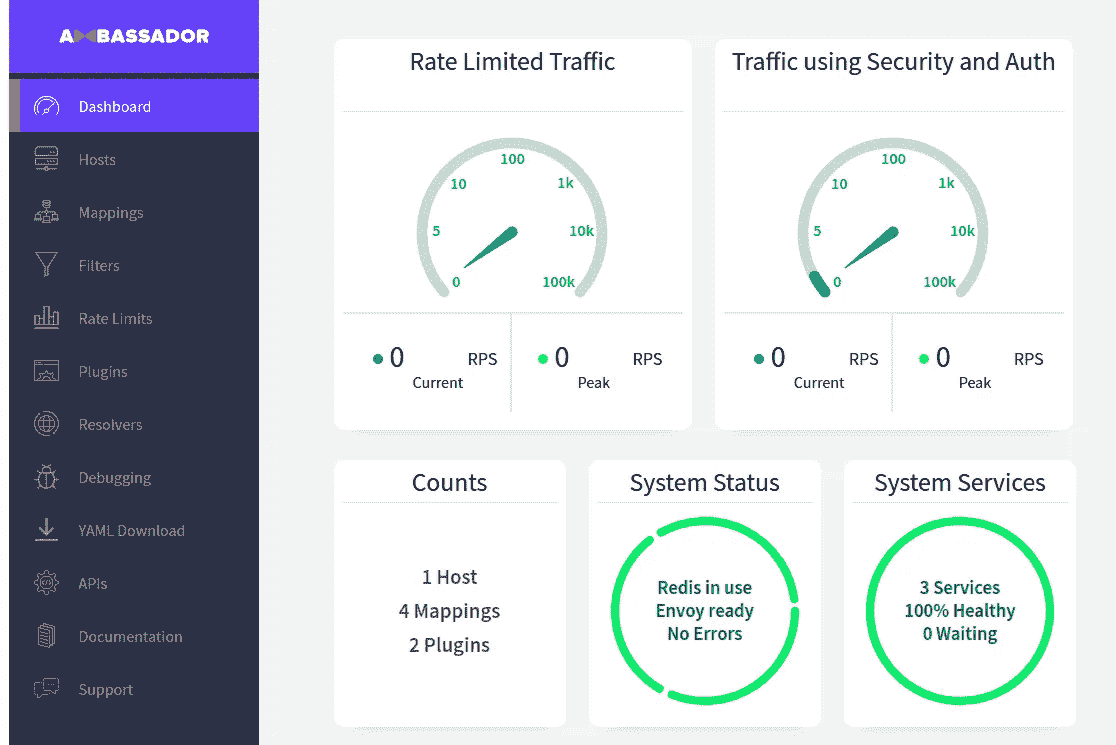 AMBASSADOR
Dashboard
Hosts
Mappings
Filters
Rate Limits
Plugins
Resolvers
Debugging
YAML Download
APIs
Documentation
Support
Rate Limited Traffic
100
10
1k
5
10k
0
100k
0 RPS
Current
0 RPS
Peak
Traffic using Security and Auth
100
10
1k
5
10k
0
100k
0 RPS
Current
0 RPS
Peak
Counts
1 Host
4 Mappings
2 Plugins
System Status
Redis in use
Envoy ready
No Errors
System Services
3 Services
100% Healthy
0 Waiting